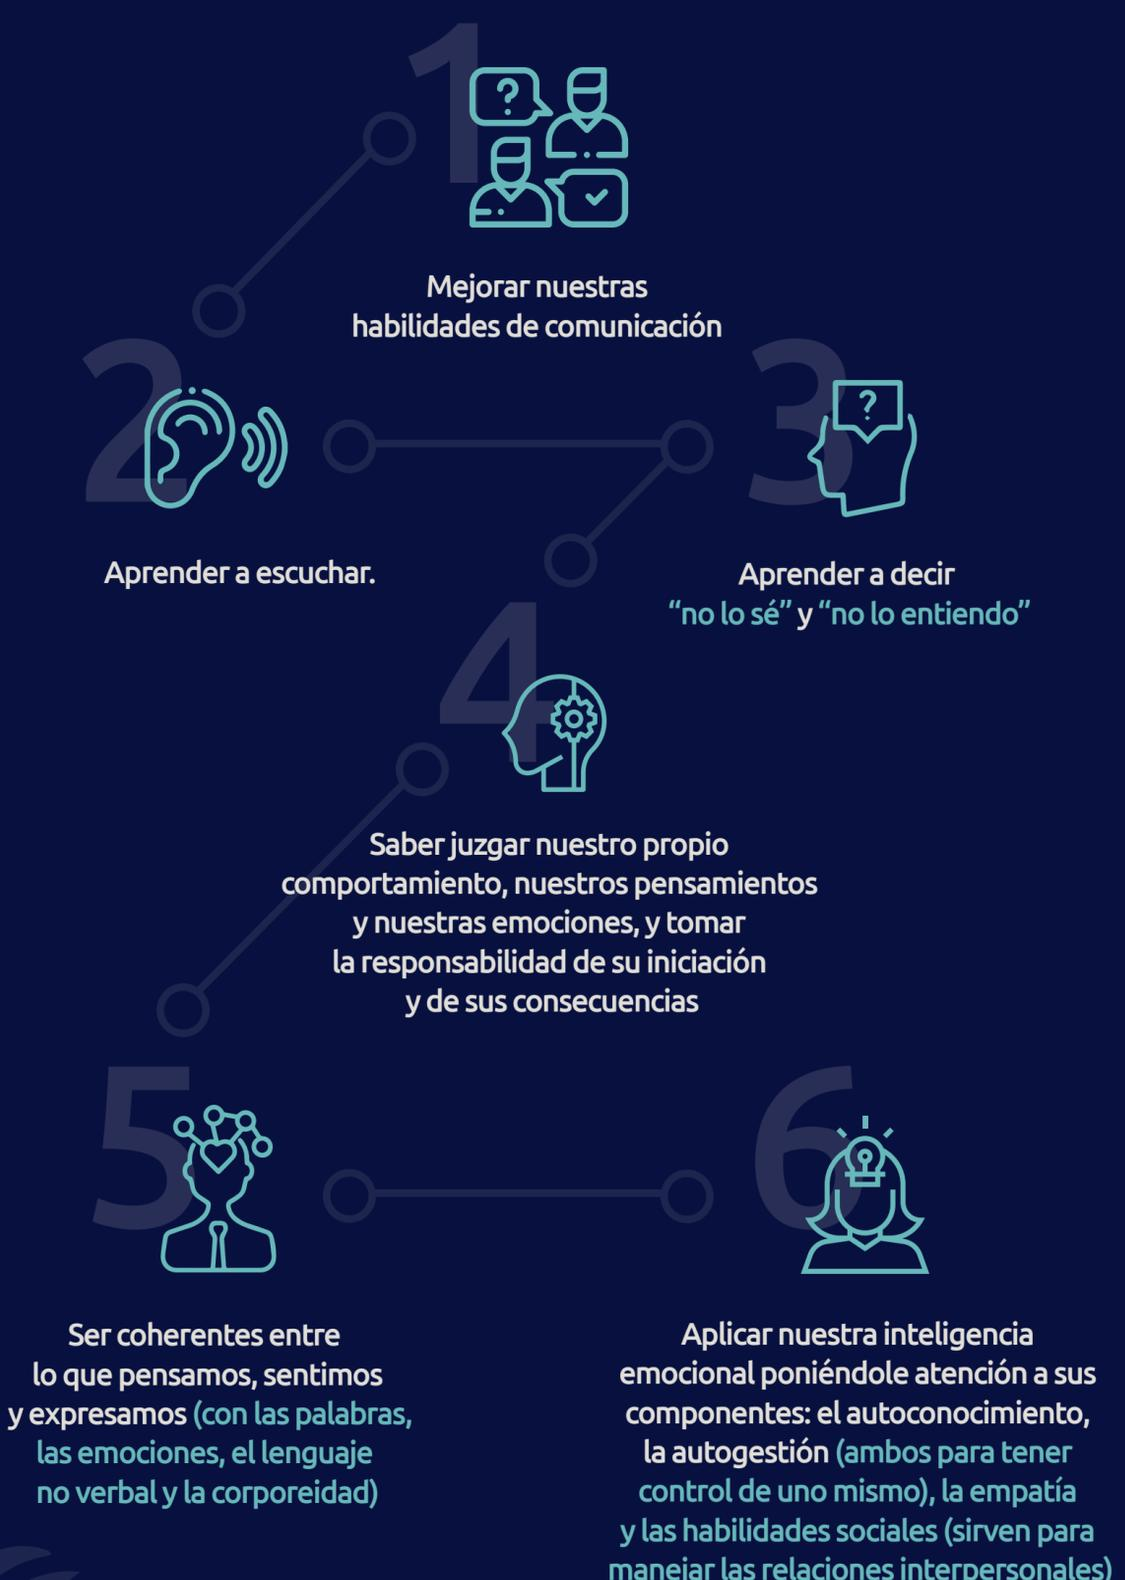 1
?
Mejorar nuestras
habilidades de comunicación
2
Aprender a escuchar.
3
?
Aprender a decir
“no lo sé” y “no lo entiendo”
4
Saber juzgar nuestro propio
comportamiento, nuestros pensamientos
y nuestras emociones, y tomar
la responsabilidad de su iniciación
y de sus consecuencias
5
Ser coherentes entre
lo que pensamos, sentimos
y expresamos (con las palabras,
las emociones, el lenguaje
no verbal y la corporeidad)
6
Aplicar nuestra inteligencia
emocional poniéndole atención a sus
componentes: el autoconocimiento,
la autogestión (ambos para tener
control de uno mismo), la empatía
y las habilidades sociales (sirven para
manejar las relaciones interpersonales)